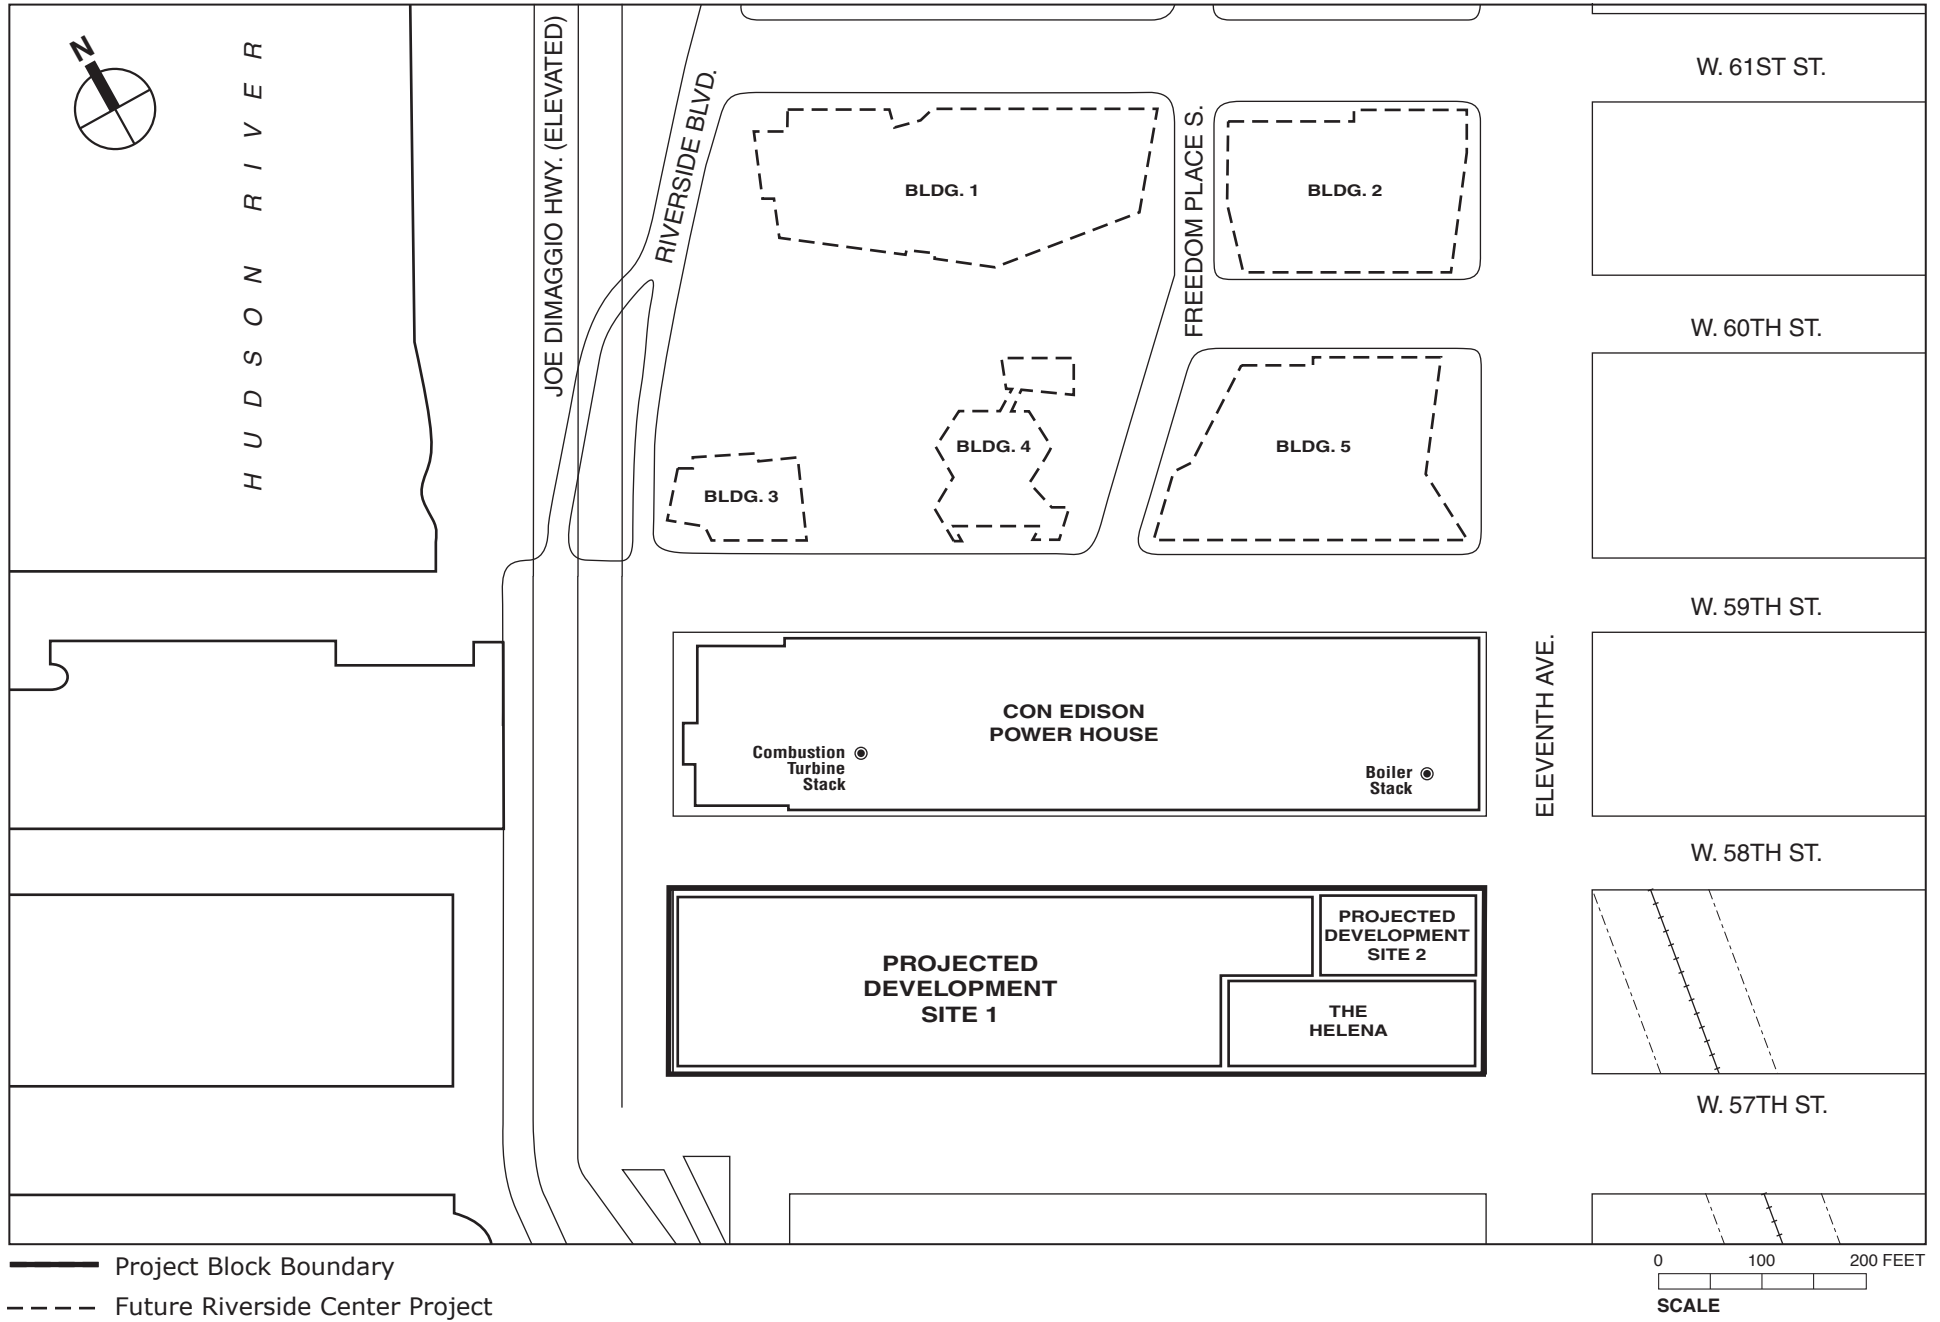 N
HUDSON RIVER
JOE DIMAGGIO HWY. (ELEVATED)
RIVERSIDE BLVD.
FREEDOM PLACE S.
W. 61ST ST.
BLDG. 1
BLDG. 2
W. 60TH ST.
BLDG. 3
BLDG. 4
BLDG. 5
W. 59TH ST.
CON EDISON
POWER HOUSE
Combustion
Turbine
Stack
Boiler
Stack
ELEVENTH AVE.
W. 58TH ST.
PROJECTED
DEVELOPMENT
SITE 1
PROJECTED
DEVELOPMENT
SITE 2
THE
HELENA
W. 57TH ST.
Project Block Boundary
Future Riverside Center Project
0 100 200 FEET
SCALE